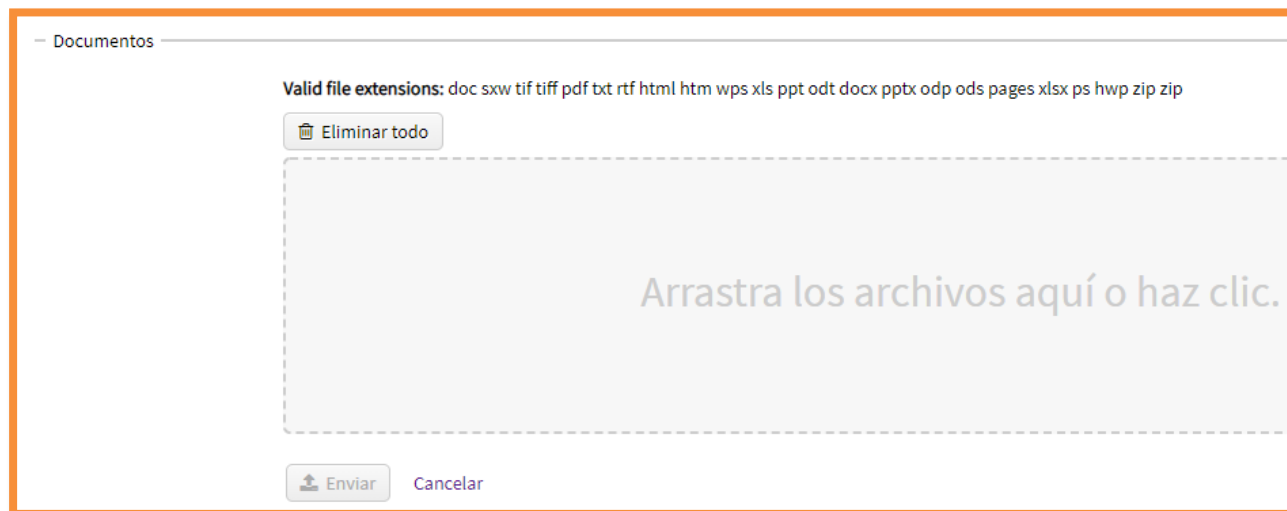 Documentos
Valid file extensions: doc sxw tif tiff pdf txt rtf html htm wps xls ppt odt docx pptx odp ods pages xlsx ps hwp zip zip
Eliminar todo
Arrastra los archivos aquí o haz clic.
Enviar Cancelar